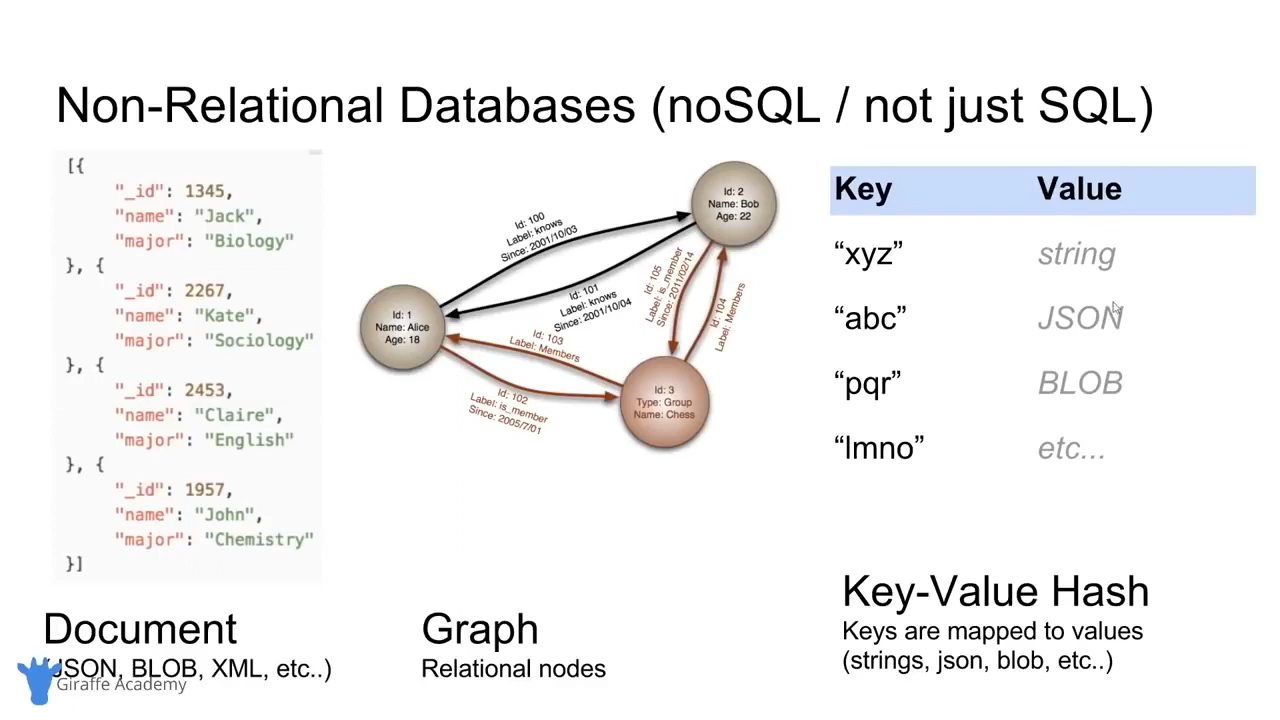 Non-Relational Databases (noSQL / not just SQL)
[{
"_id": 1345,
"name": "Jack",
"major": "Biology"
}, {
"_id": 2267,
"name": "Kate",
"major": "Sociology"
}, {
"_id": 2453,
"name": "Claire",
"major": "English"
}, {
"_id": 1957,
"name": "John",
"major": "Chemistry"
}]
Document
(JSON, BLOB, XML, etc..)
Giraffe Academy
Id: 100
Label: knows
Since: 2001/10/03
Id: 2
Name: Bob
Age: 22
Id: 101
Label: knows
Since: 2001/10/04
Id: 105
Label: is_member
Since: 2011/02/14
Id: 104
Label: Members
Id: 1
Name: Alice
Age: 18
Id: 103
Label: Members
Id: 102
Label: is_member
Since: 2005/7/01
Id: 3
Type: Group
Name: Chess
Graph
Relational nodes
Key Value
“xyz” string
“abc” JSON
“pqr” BLOB
“lmno” etc...
Key-Value Hash
Keys are mapped to values
(strings, json, blob, etc..)